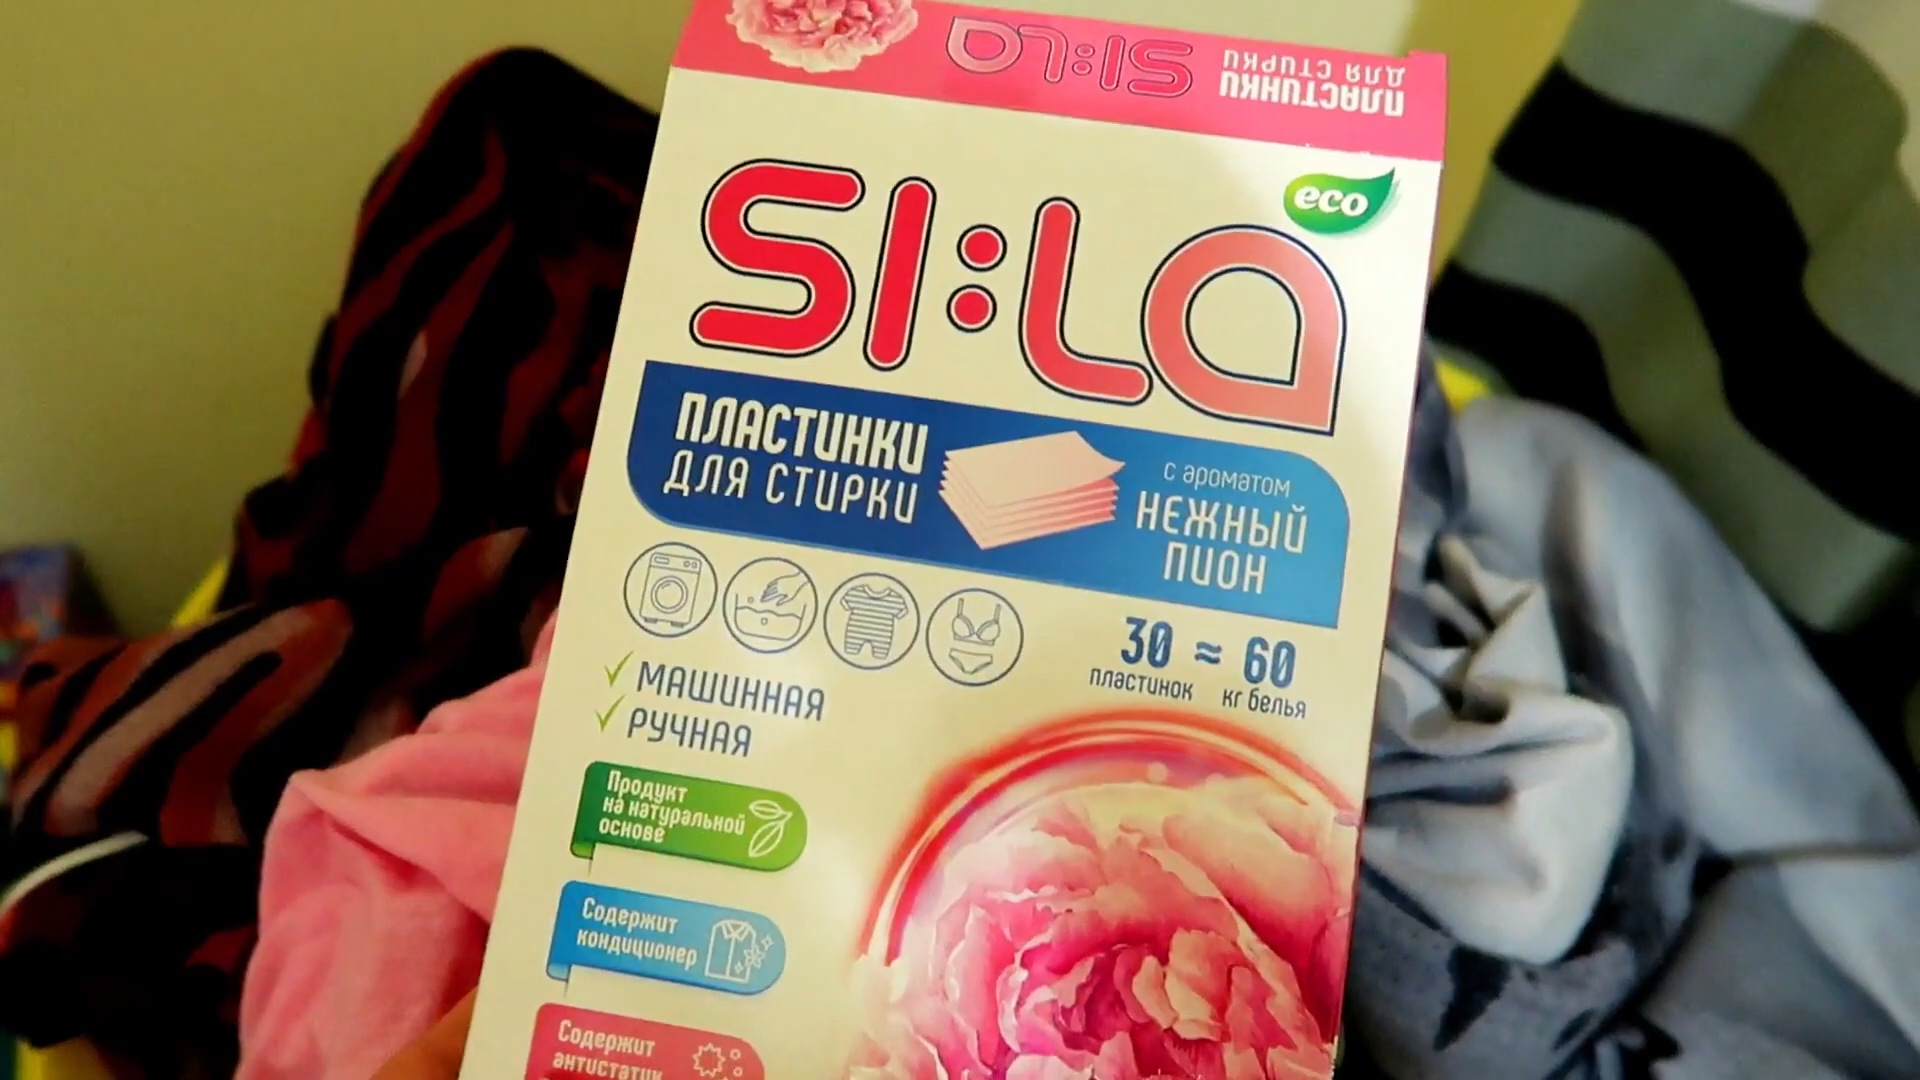 SI:LA
ПЛАСТИНКИ
ДЛЯ СТИРКИ
eco
SI:LA
ПЛАСТИНКИ
ДЛЯ СТИРКИ
с ароматом
НЕЖНЫЙ
ПИОН
30 ≈ 60
пластинок кг белья
МАШИННАЯ
РУЧНАЯ
Продукт
на натуральной
основе
Содержит
кондиционер
Содержит
антистатик